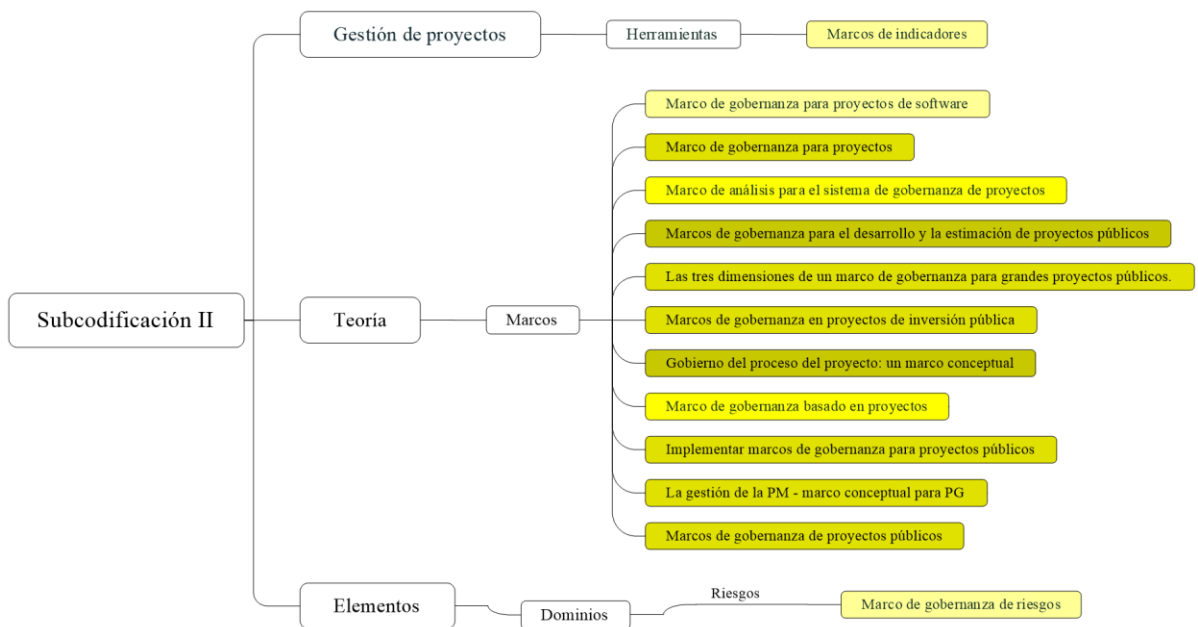 Gestión de proyectos
Herramientas
Marcos de indicadores
Marco de gobernanza para proyectos de software
Marco de gobernanza para proyectos
Marco de análisis para el sistema de gobernanza de proyectos
Marcos de gobernanza para el desarrollo y la estimación de proyectos públicos
Las tres dimensiones de un marco de gobernanza para grandes proyectos públicos.
Subcodificación II
Teoría
Marcos
Marcos de gobernanza en proyectos de inversión pública
Gobierno del proceso del proyecto: un marco conceptual
Marco de gobernanza basado en proyectos
Implementar marcos de gobernanza para proyectos públicos
La gestión de la PM - marco conceptual para PG
Marcos de gobernanza de proyectos públicos
Elementos
Dominios
Riesgos
Marco de gobernanza de riesgos